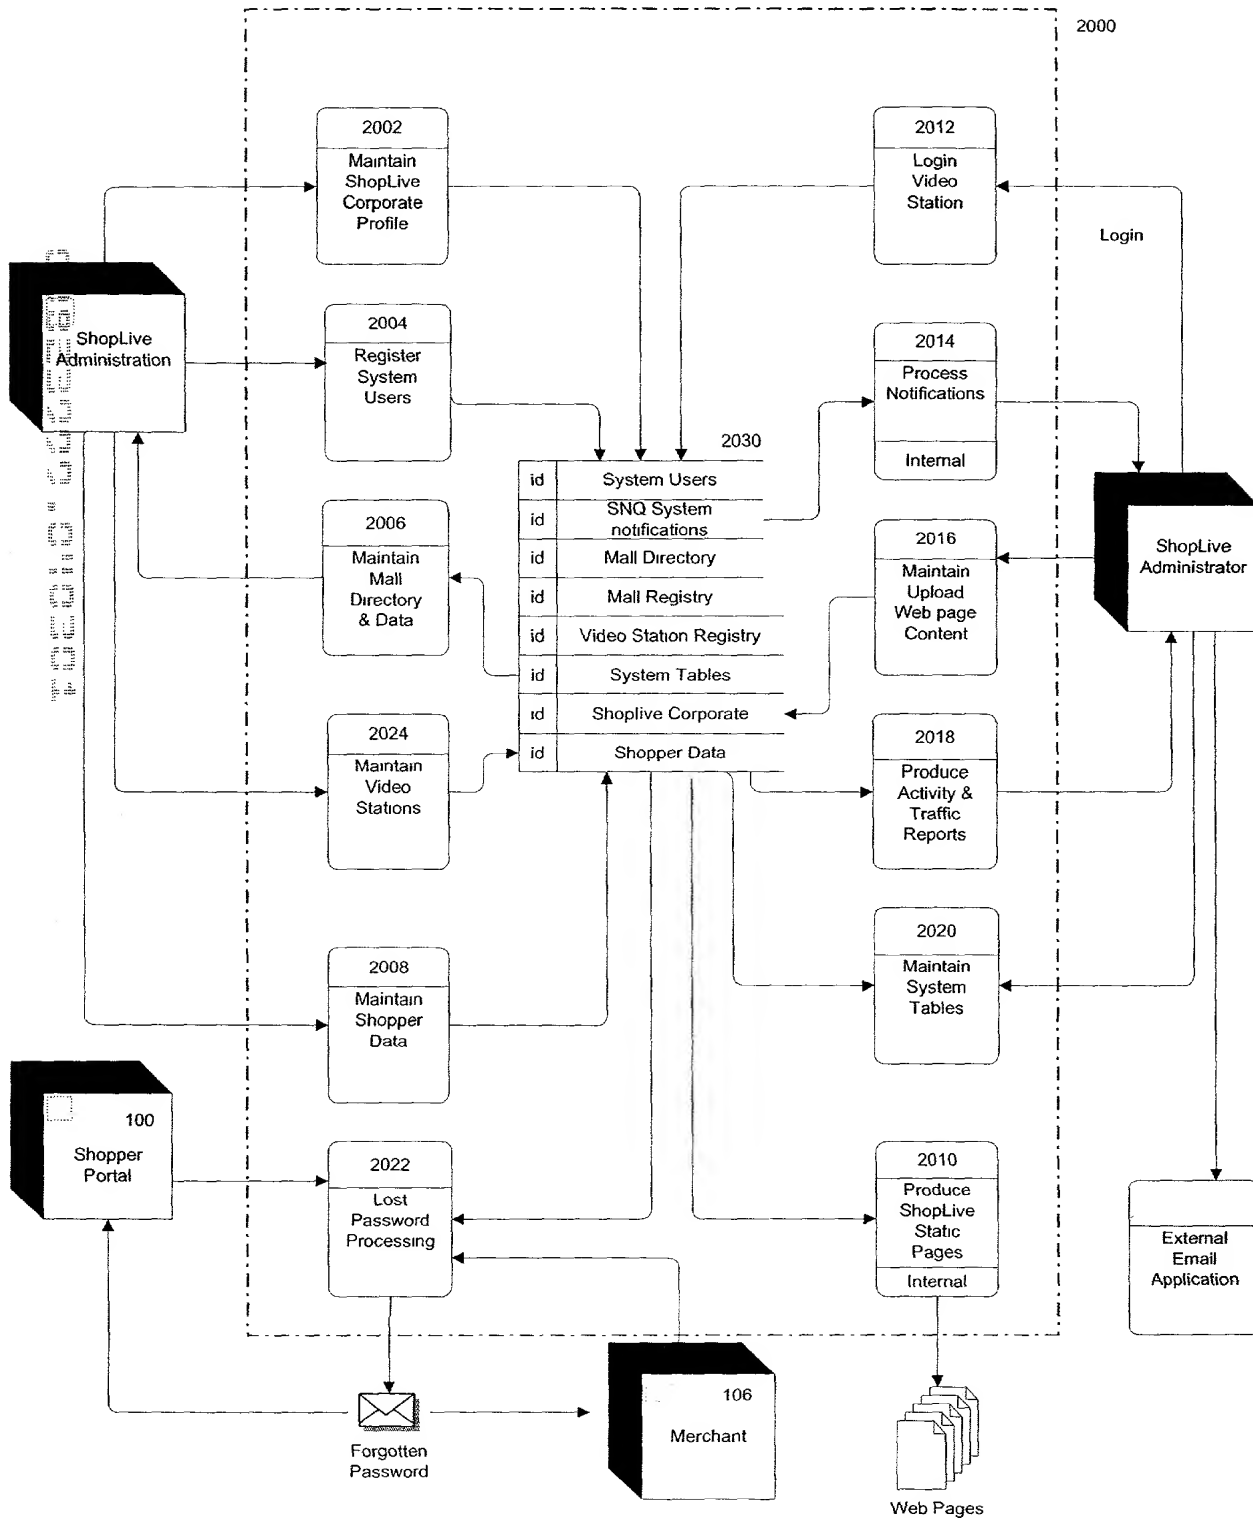 2000
2002
Maintain
ShopLive
Corporate
Profile
2012
Login
Video
Station
Login
ShopLive
Administration
2004
Register
System
Users
2014
Process
Notifications
Internal
2030
id System Users
id SNQ System
notifications
id Mall Directory
id Mall Registry
id Video Station Registry
id System Tables
id Shoplive Corporate
id Shopper Data
2006
Maintain
Mall
Directory
& Data
2016
Maintain
Upload
Web page
Content
ShopLive
Administrator
2024
Maintain
Video
Stations
2018
Produce
Activity &
Traffic
Reports
2008
Maintain
Shopper
Data
2020
Maintain
System
Tables
100
Shopper
Portal
2022
Lost
Password
Processing
2010
Produce
ShopLive
Static
Pages
Internal
External
Email
Application
Forgotten
Password
106
Merchant
Web Pages